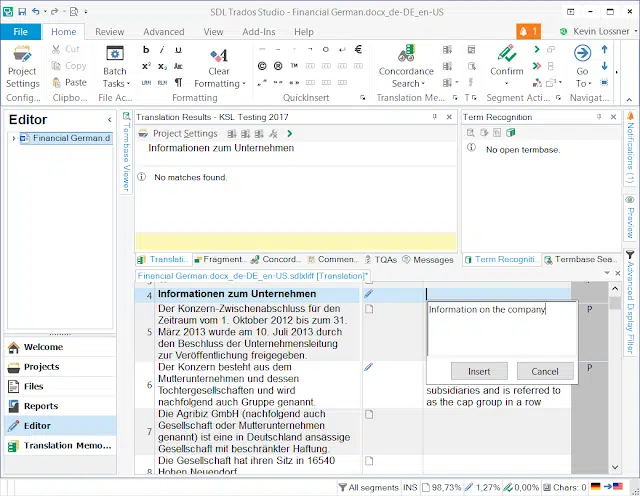 SDL Trados Studio - Financial German.docx_de-DE_en-US
File Home Review Advanced View Add-Ins Help 1 Kevin Lossner
Project Settings
Cut
Copy
Paste
Batch Tasks
Clear Formatting
Concordance Search
Confirm
Go To
Config... Clipbo... File Ac... Formatting QuickInsert Translation Me... Segment Acti... Navigat...
Editor
Financial German.d
Termbase Viewer
Translation Results - KSL Testing 2017
Project Settings
Informationen zum Unternehmen
No matches found.
Term Recognition
No open termbase.
Notifications (1)
Preview
Advanced Display Filter
Translati... Fragment... Concord... Commen... TQAs Messages
Term Recogniti... Termbase Sea...
Financial German.docx_de-DE_en-US.sdlxliff [Translation]*
4 Informationen zum Unternehmen
5 Der Konzern-Zwischenabschluss für den
Zeitraum vom 1. Oktober 2012 bis zum 31.
März 2013 wurde am 10. Juli 2013 durch
den Beschluss der Unternehmensleitung
zur Veröffentlichung freigegeben.
P
6 Der Konzern besteht aus dem
Mutterunternehmen und dessen
Tochtergesellschaften und wird
nachfolgend auch Gruppe genannt.
subsidiaries and is referred to
as the cap group in a row
P
7 Die Agribiz GmbH (nachfolgend auch
Gesellschaft oder Mutterunternehmen
genannt) ist eine in Deutschland ansässige
Gesellschaft mit beschränkter Haftung.
8 Die Gesellschaft hat ihren Sitz in 16540
Hohen Neuendorf
Information on the company
Insert Cancel
Welcome
Projects
Files
Reports
Editor
Translation Memo...
All segments INS 98,73% 1,27% 0,00% Chars: 0